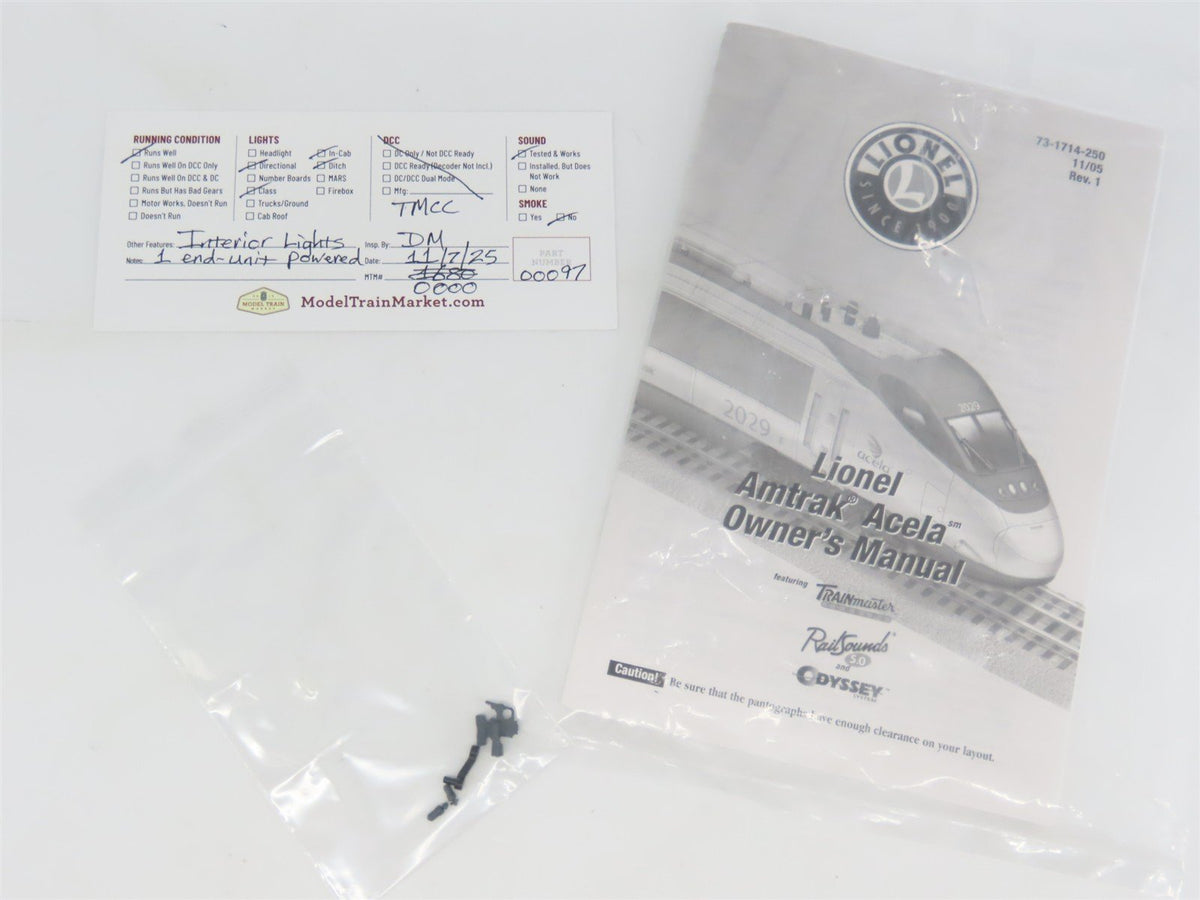 RUNNING CONDITION
Runs Well
Runs Well On DCC Only
Runs Well On DCC & DC
Runs But Has Bad Gears
Motor Works, Doesn't Run
Doesn't Run
LIGHTS
Headlight
Directional
Number Boards
Class
Trucks/Ground
Cab Roof
In-Cab
Ditch
MARS
Firebox
DCC
DC Only / Not DCC Ready
DCC Ready (Decoder Not Incl.)
DC/DCC Dual Mode
Mfg:
TMCC
SOUND
Tested & Works
Installed, But Does
Not Work
None
SMOKE
Yes No
Other Features: Interior Lights Insp. By: DM
Notes: 1 end-unit powered Date: 11/7/25
MTM# 1680
0000
PART
NUMBER
00097
MODEL TRAIN
MARKET
ModelTrainMarket.com
73-1714-250
11/05
Rev. 1
LIONEL
L
SINCE 1900
2029
2029
acela
Lionel
Amtrak® Acela℠
Owner's Manual
featuring
TRAINmaster
COMMAND
RailSounds
5.0
and
ODYSSEY™
SYSTEM
Caution! Be sure that the pantographs have enough clearance on your layout.